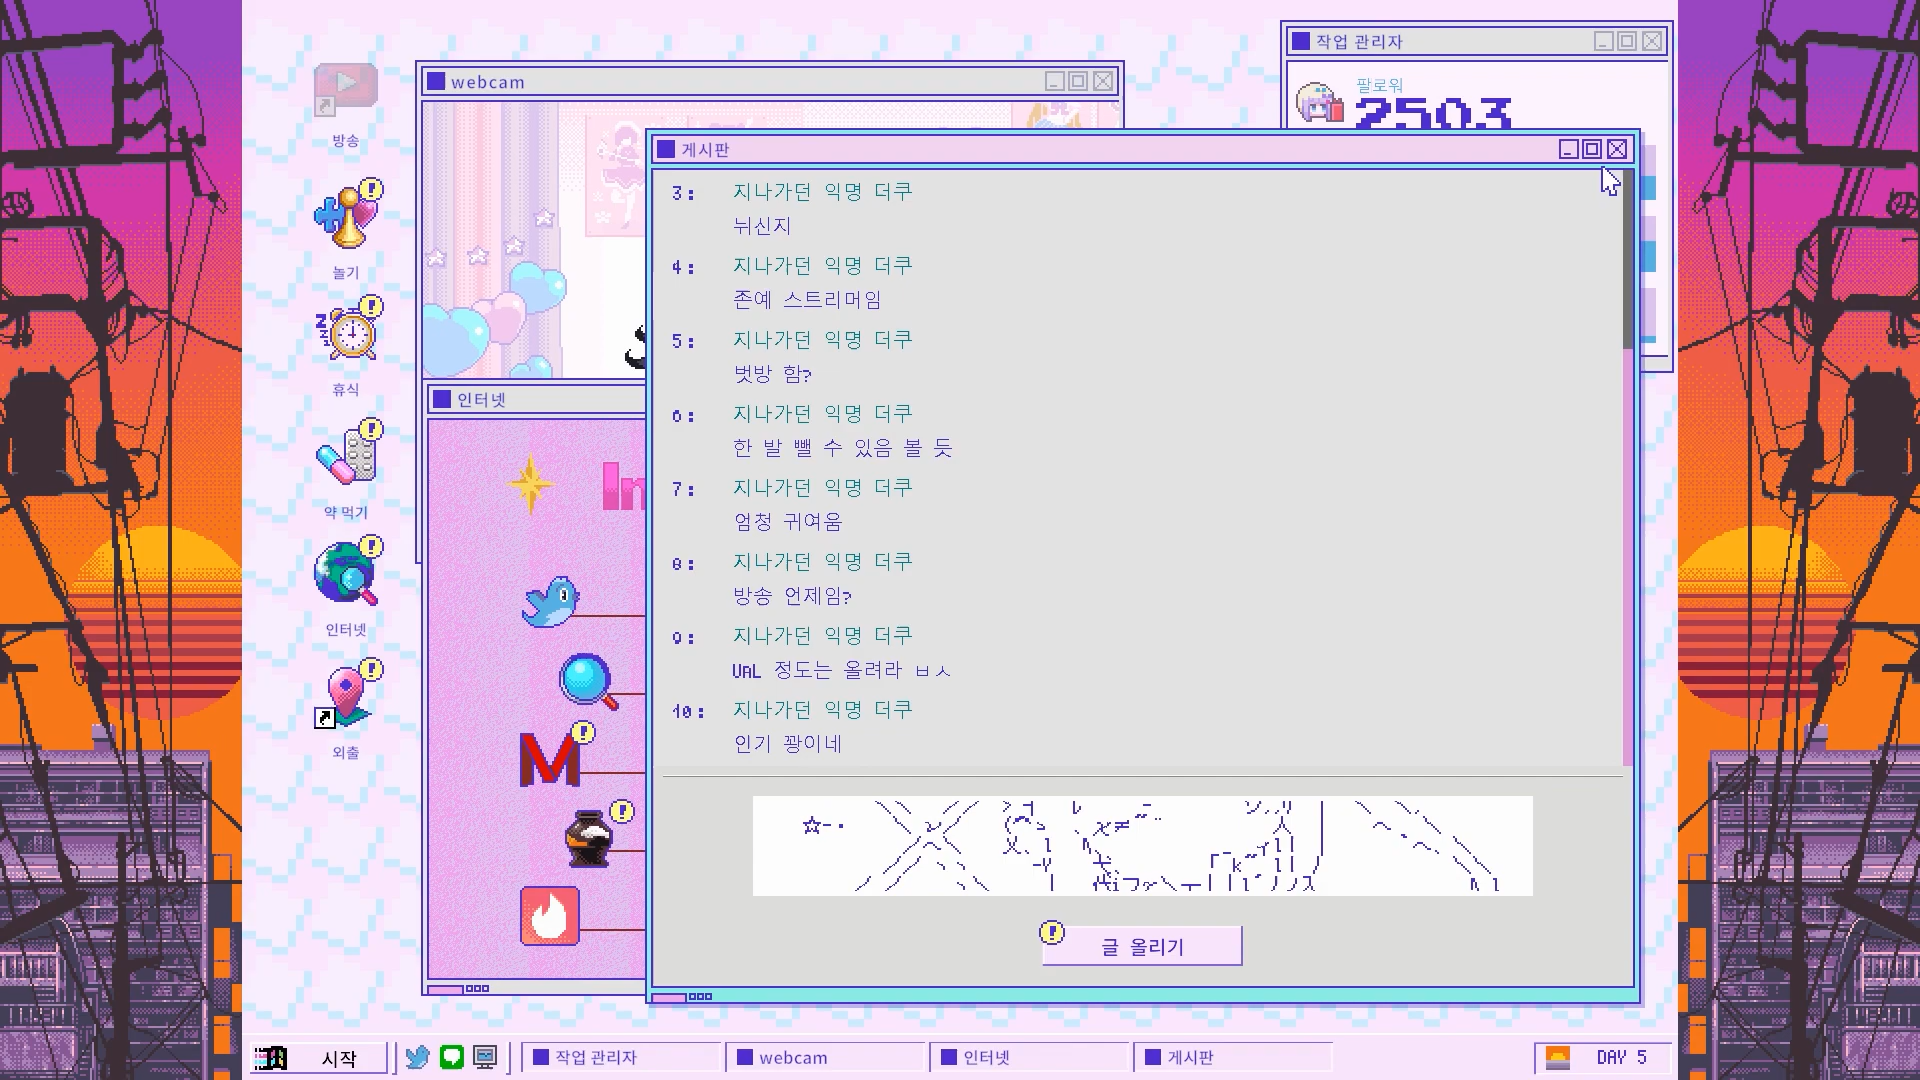 webcam
작업 관리자
팔로워
2503
방송
놀기
휴식
약 먹기
인터넷
외출
인터넷
게시판
3: 지나가던 익명 더쿠
뉘신지
4: 지나가던 익명 더쿠
존예 스트리머임
5: 지나가던 익명 더쿠
벗방 함?
6: 지나가던 익명 더쿠
한 발 뺄 수 있음 볼 듯
7: 지나가던 익명 더쿠
엄청 귀여움
8: 지나가던 익명 더쿠
방송 언제임?
9: 지나가던 익명 더쿠
URL 정도는 올려라 ㅂㅅ
10: 지나가던 익명 더쿠
인기 꽝이네
글 올리기
시작
작업 관리자
webcam
인터넷
게시판
DAY 5